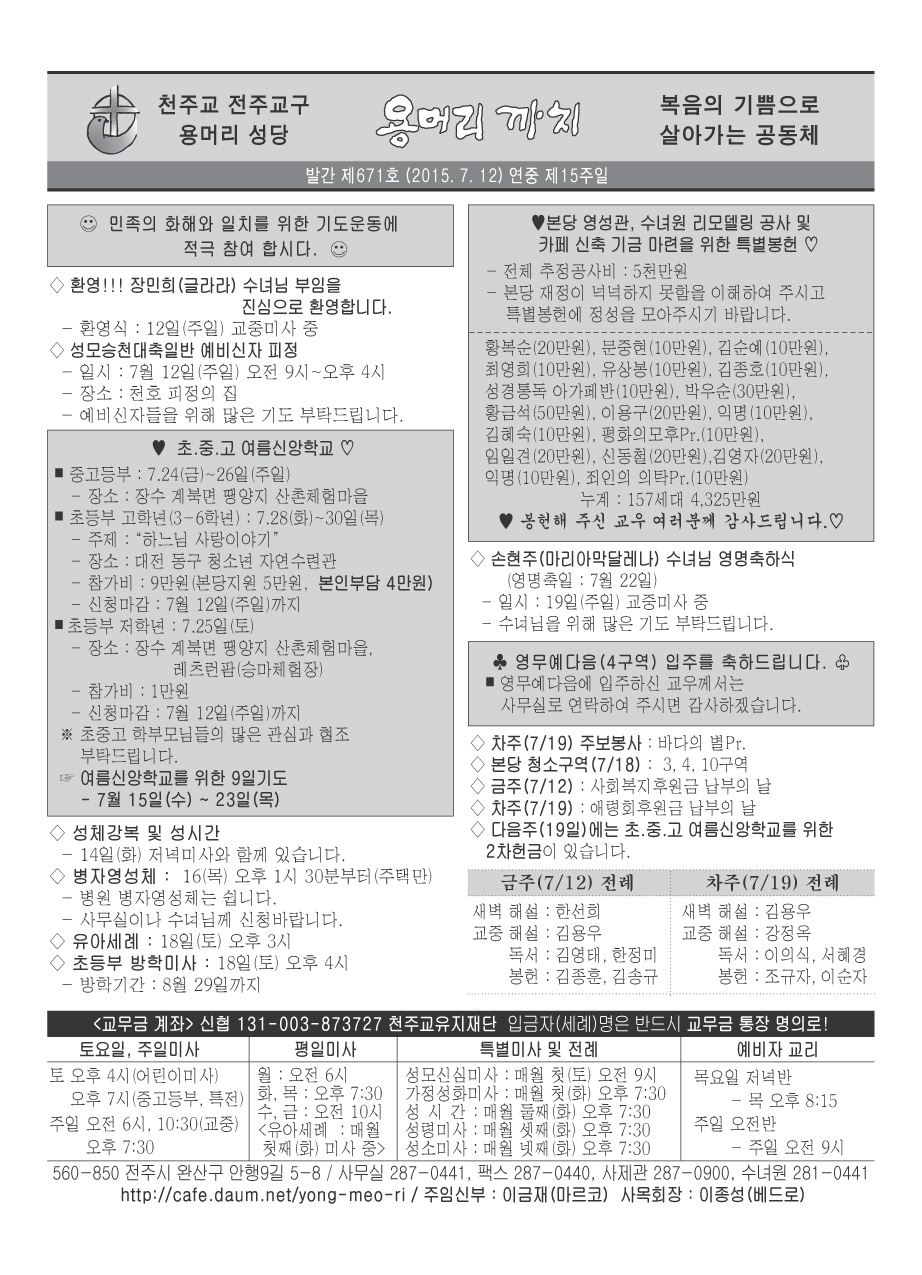 천주교 전주교구
용머리 성당
용머리 까치
복음의 기쁨으로
살아가는 공동체
발간 제671호 (2015. 7. 12) 연중 제15주일
☺ 민족의 화해와 일치를 위한 기도운동에
적극 참여 합시다. ☺
◇ 환영!!! 장민희(글라라) 수녀님 부임을
진심으로 환영합니다.
- 환영식 : 12일(주일) 교중미사 중
◇ 성모승천대축일반 예비신자 피정
- 일시 : 7월 12일(주일) 오전 9시~오후 4시
- 장소 : 천호 피정의 집
- 예비신자들을 위해 많은 기도 부탁드립니다.
♥ 초.중.고 여름신앙학교 ♡
■ 중고등부 : 7.24(금)~26일(주일)
- 장소 : 장수 계북면 땡양지 산촌체험마을
■ 초등부 고학년(3-6학년) : 7.28(화)~30일(목)
- 주제 : “하느님 사랑이야기”
- 장소 : 대전 동구 청소년 자연수련관
- 참가비 : 9만원(본당지원 5만원, 본인부담 4만원)
- 신청마감 : 7월 12일(주일)까지
■ 초등부 저학년 : 7.25일(토)
- 장소 : 장수 계북면 땡양지 산촌체험마을,
레츠런팜(승마체험장)
- 참가비 : 1만원
- 신청마감 : 7월 12일(주일)까지
※ 초중고 학부모님들의 많은 관심과 협조
부탁드립니다.
☞ 여름신앙학교를 위한 9일기도
- 7월 15일(수) ~ 23일(목)
◇ 성체강복 및 성시간
- 14일(화) 저녁미사와 함께 있습니다.
◇ 병자영성체 : 16(목) 오후 1시 30분부터(주택만)
- 병원 병자영성체는 쉽니다.
- 사무실이나 수녀님께 신청바랍니다.
◇ 유아세례 : 18일(토) 오후 3시
◇ 초등부 방학미사 : 18일(토) 오후 4시
- 방학기간 : 8월 29일까지
♥본당 영성관, 수녀원 리모델링 공사 및
카페 신축 기금 마련을 위한 특별봉헌 ♡
- 전체 추정공사비 : 5천만원
- 본당 재정이 넉넉하지 못함을 이해하여 주시고
특별봉헌에 정성을 모아주시기 바랍니다.
황복순(20만원), 문중현(10만원), 김순예(10만원),
최영희(10만원), 유상봉(10만원), 김종호(10만원),
성경통독 아가페반(10만원), 박우순(30만원),
황금석(50만원), 이용구(20만원), 익명(10만원),
김혜숙(10만원), 평화의모후Pr.(10만원),
임일견(20만원), 신동철(20만원),김영자(20만원),
익명(10만원), 죄인의 의탁Pr.(10만원)
누계 : 157세대 4,325만원
♥ 봉헌해 주신 교우 여러분께 감사드립니다.♡
◇ 손현주(마리아막달레나) 수녀님 영명축하식
(영명축일 : 7월 22일)
- 일시 : 19일(주일) 교중미사 중
- 수녀님을 위해 많은 기도 부탁드립니다.
♣ 영무예다음(4구역) 입주를 축하드립니다. ♧
■ 영무예다음에 입주하신 교우께서는
사무실로 연락하여 주시면 감사하겠습니다.
◇ 차주(7/19) 주보봉사 : 바다의 별Pr.
◇ 본당 청소구역(7/18) : 3, 4, 10구역
◇ 금주(7/12) : 사회복지후원금 납부의 날
◇ 차주(7/19) : 애령회후원금 납부의 날
◇ 다음주(19일)에는 초.중.고 여름신앙학교를 위한
2차헌금이 있습니다.
금주(7/12) 전례 차주(7/19) 전례
새벽 해설 : 한선희 새벽 해설 : 김용우
교중 해설 : 김용우 교중 해설 : 강정옥
독서 : 김영태, 한정미 독서 : 이의식, 서혜경
봉헌 : 김종훈, 김송규 봉헌 : 조규자, 이순자
<교무금 계좌> 신협 131-003-873727 천주교유지재단 입금자(세례)명은 반드시 교무금 통장 명의로!
토요일, 주일미사
토 오후 4시(어린이미사)
오후 7시(중고등부, 특전)
주일 오전 6시, 10:30(교중)
오후 7:30
평일미사
월 : 오전 6시
화, 목 : 오후 7:30
수, 금 : 오전 10시
<유아세례 : 매월
첫째(화) 미사 중>
특별미사 및 전례
성모신심미사 : 매월 첫(토) 오전 9시
가정성화미사 : 매월 첫(화) 오후 7:30
성 시 간 : 매월 둘째(화) 오후 7:30
성령미사 : 매월 셋째(화) 오후 7:30
성소미사 : 매월 넷째(화) 오후 7:30
예비자 교리
목요일 저녁반
- 목 오후 8:15
주일 오전반
- 주일 오전 9시
560-850 전주시 완산구 안행9길 5-8 / 사무실 287-0441, 팩스 287-0440, 사제관 287-0900, 수녀원 281-0441
http://cafe.daum.net/yong-meo-ri / 주임신부 : 이금재(마르코) 사목회장 : 이종성(베드로)